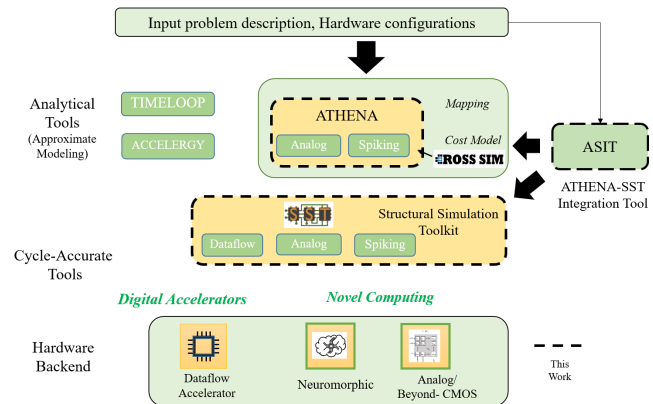 Input problem description, Hardware configurations
Analytical
Tools
(Approximate
Modeling)
TIMELOOP
ACCELERGY
ATHENA
Analog
Spiking
Mapping
Cost Model
CROSS SIM
ASIT
ATHENA-SST
Integration Tool
Cycle-Accurate
Tools
SST
Structural Simulation
Toolkit
Dataflow
Analog
Spiking
Digital Accelerators
Novel Computing
Hardware
Backend
Dataflow
Accelerator
Neuromorphic
Analog/
Beyond- CMOS
This
Work